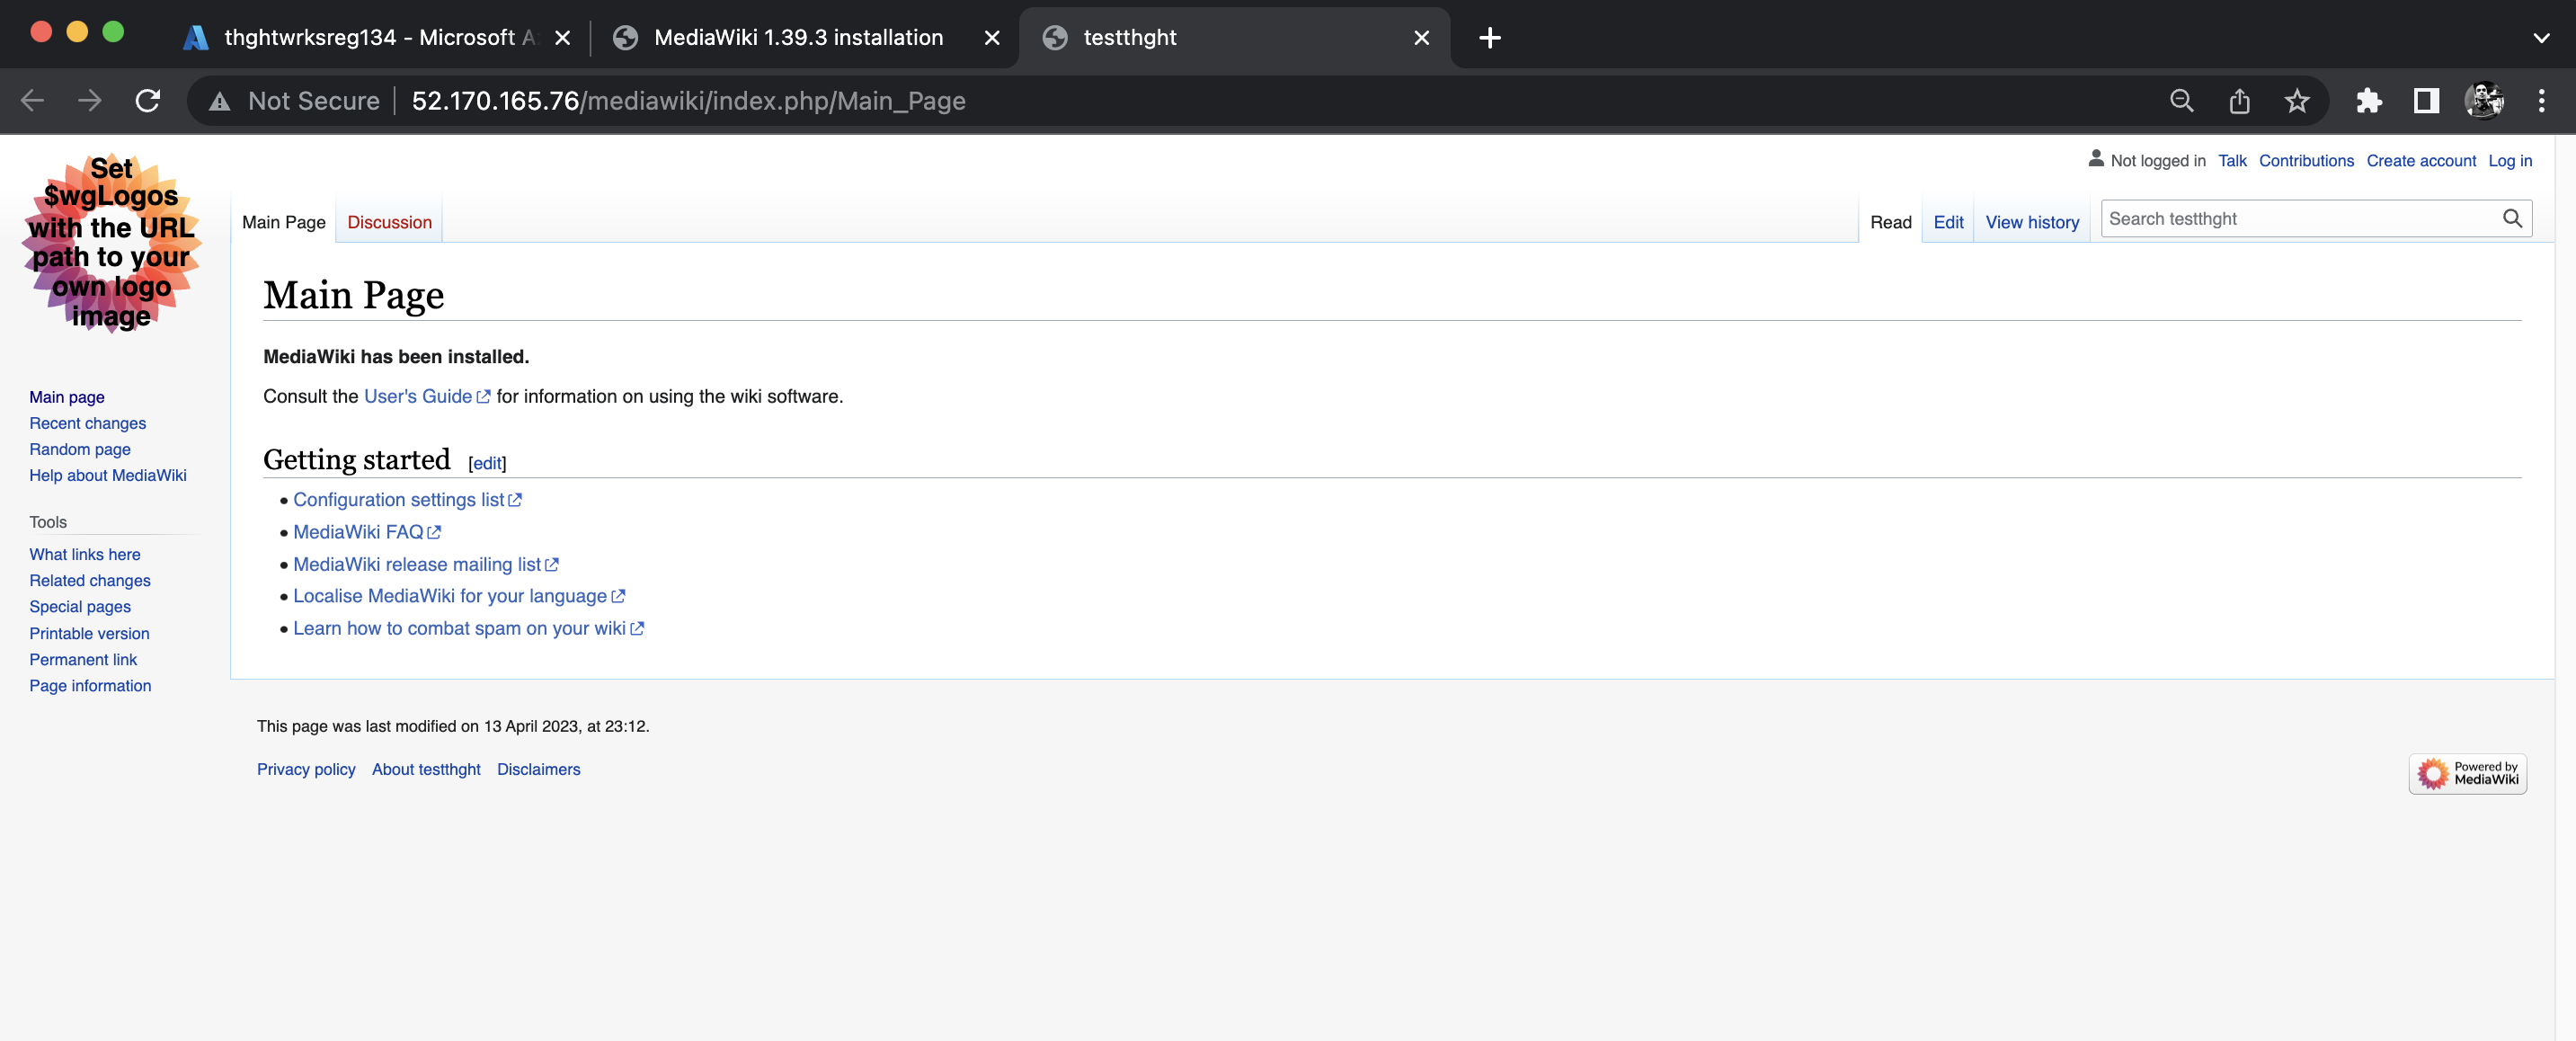 thghtwrksreg134 - Microsoft A
MediaWiki 1.39.3 installation
testthght
Not Secure 52.170.165.76/mediawiki/index.php/Main_Page
Set
$wgLogos
with the URL
path to your
own logo
image
Not logged in Talk Contributions Create account Log in
Main Page Discussion
Read Edit View history Search testthght
Main Page
MediaWiki has been installed.
Consult the User's Guide for information on using the wiki software.
Getting started [edit]
• Configuration settings list
• MediaWiki FAQ
• MediaWiki release mailing list
• Localise MediaWiki for your language
• Learn how to combat spam on your wiki
Main page
Recent changes
Random page
Help about MediaWiki
Tools
What links here
Related changes
Special pages
Printable version
Permanent link
Page information
This page was last modified on 13 April 2023, at 23:12.
Privacy policy About testthght Disclaimers
Powered by
MediaWiki